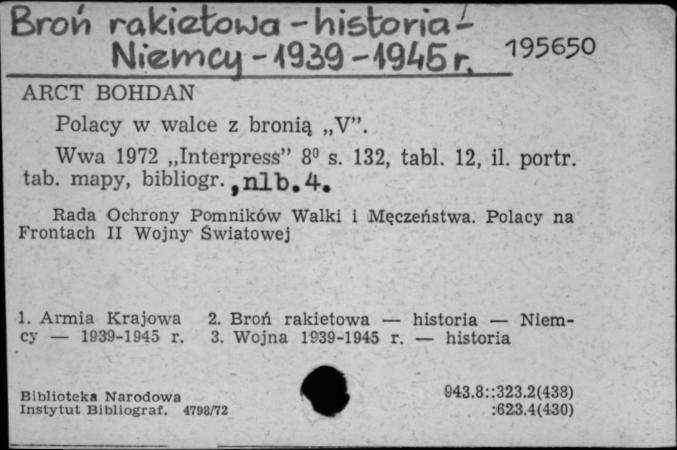 Broń rakietowa - historia -
Niemcy - 1939 - 1945 r.
195650
ARCT BOHDAN
Polacy w walce z bronią „V”.
Wwa 1972 „Interpress” 8⁰ s. 132, tabl. 12, il. portr.
tab. mapy, bibliogr. , nlb. 4.
Rada Ochrony Pomników Walki i Męczeństwa. Polacy na
Frontach II Wojny Światowej
1. Armia Krajowa 2. Broń rakietowa — historia — Niem-
cy — 1939-1945 r. 3. Wojna 1939-1945 r. — historia
Biblioteka Narodowa
Instytut Bibliograf. 4798/72
943.8::323.2(438)
:623.4(430)